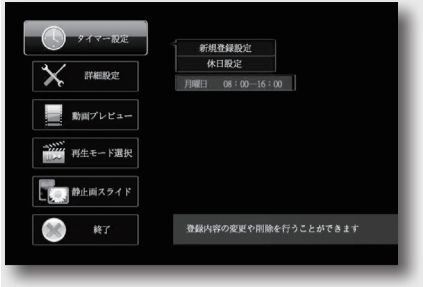 タイマー設定
新規登録設定
休日設定
月曜日 08:00--16:00
詳細設定
動画プレビュー
再生モード選択
静止画スライド
終了
登録内容の変更や削除を行うことができます